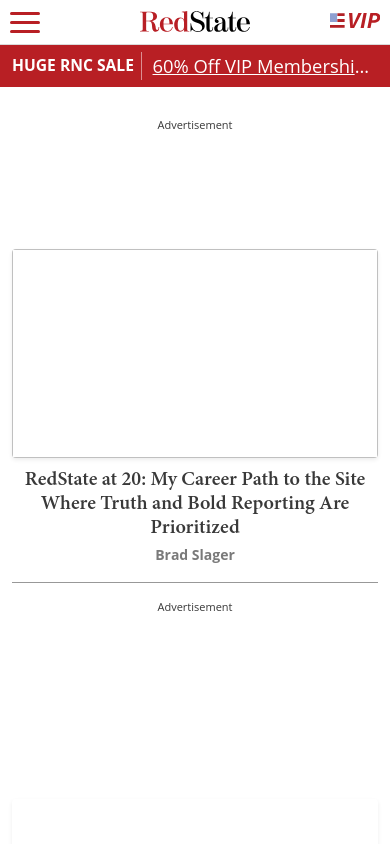 RedState
VIP
HUGE RNC SALE
60% Off VIP Membershi...
Advertisement
RedState at 20: My Career Path to the Site
Where Truth and Bold Reporting Are
Prioritized
Brad Slager
Advertisement